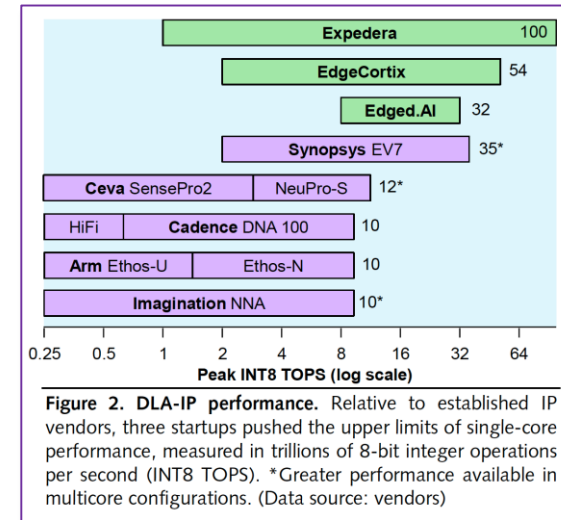 Expedera 100
EdgeCortix 54
Edged.AI 32
Synopsys EV7 35*
Ceva SensePro2 NeuPro-S 12*
HiFi Cadence DNA 100 10
Arm Ethos-U Ethos-N 10
Imagination NNA 10*
0.25 0.5 1 2 4 8 16 32 64
Peak INT8 TOPS (log scale)
Figure 2. DLA-IP performance. Relative to established IP
vendors, three startups pushed the upper limits of single-core
performance, measured in trillions of 8-bit integer operations
per second (INT8 TOPS). *Greater performance available in
multicore configurations. (Data source: vendors)